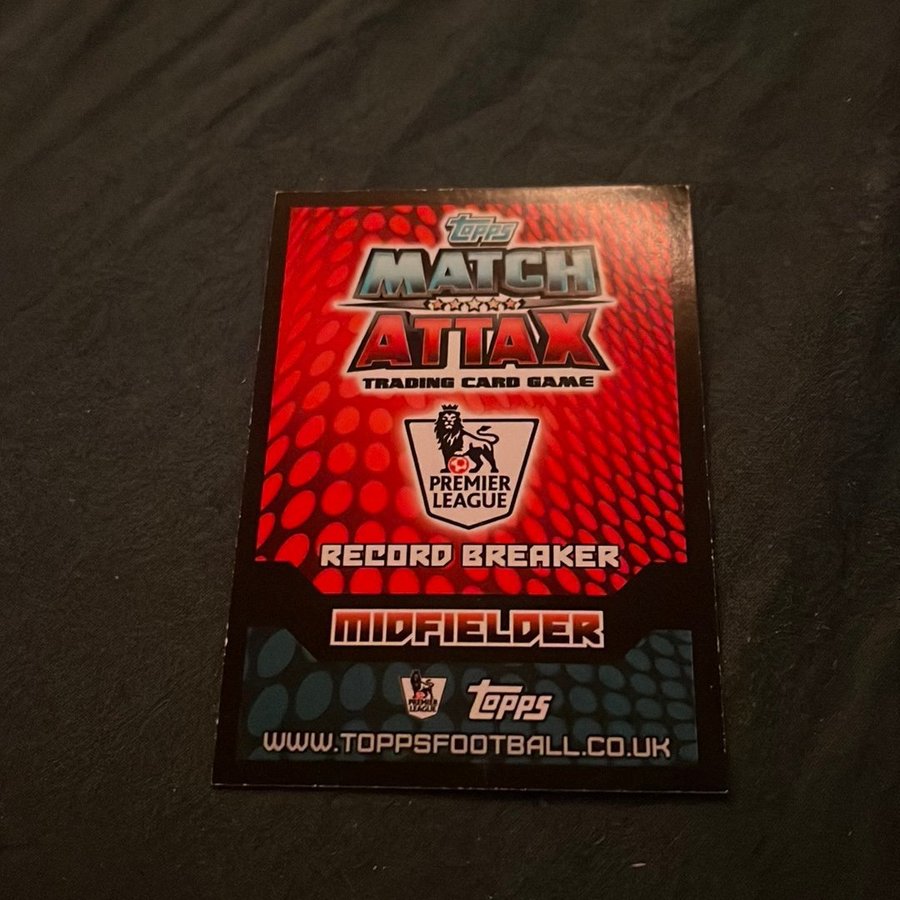 Topps
MATCH
ATTAX
TRADING CARD GAME
PREMIER
LEAGUE
RECORD BREAKER
MIDFIELDER
PREMIER
LEAGUE
Topps
WWW.TOPPSFOOTBALL.CO.UK